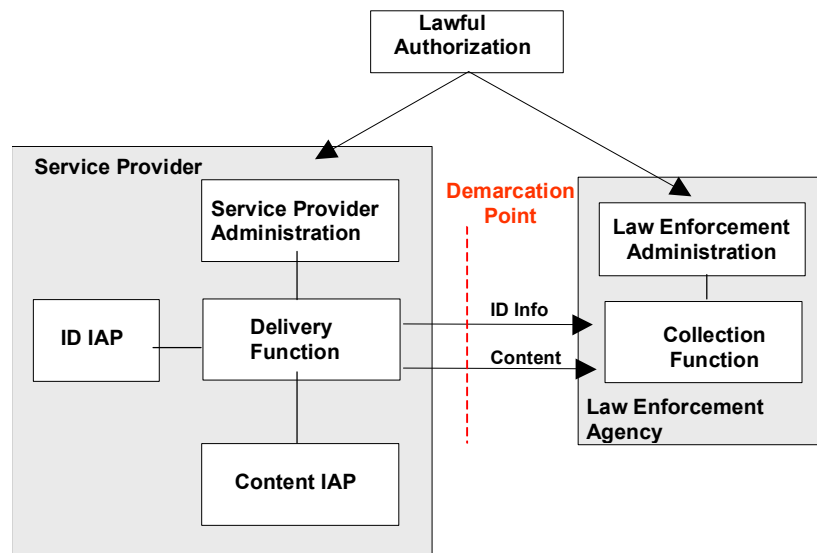 Lawful
Authorization
Service Provider
Service Provider
Administration
Demarcation
Point
Law Enforcement
Administration
ID IAP
Delivery
Function
ID Info
Content
Collection
Function
Law Enforcement
Agency
Content IAP